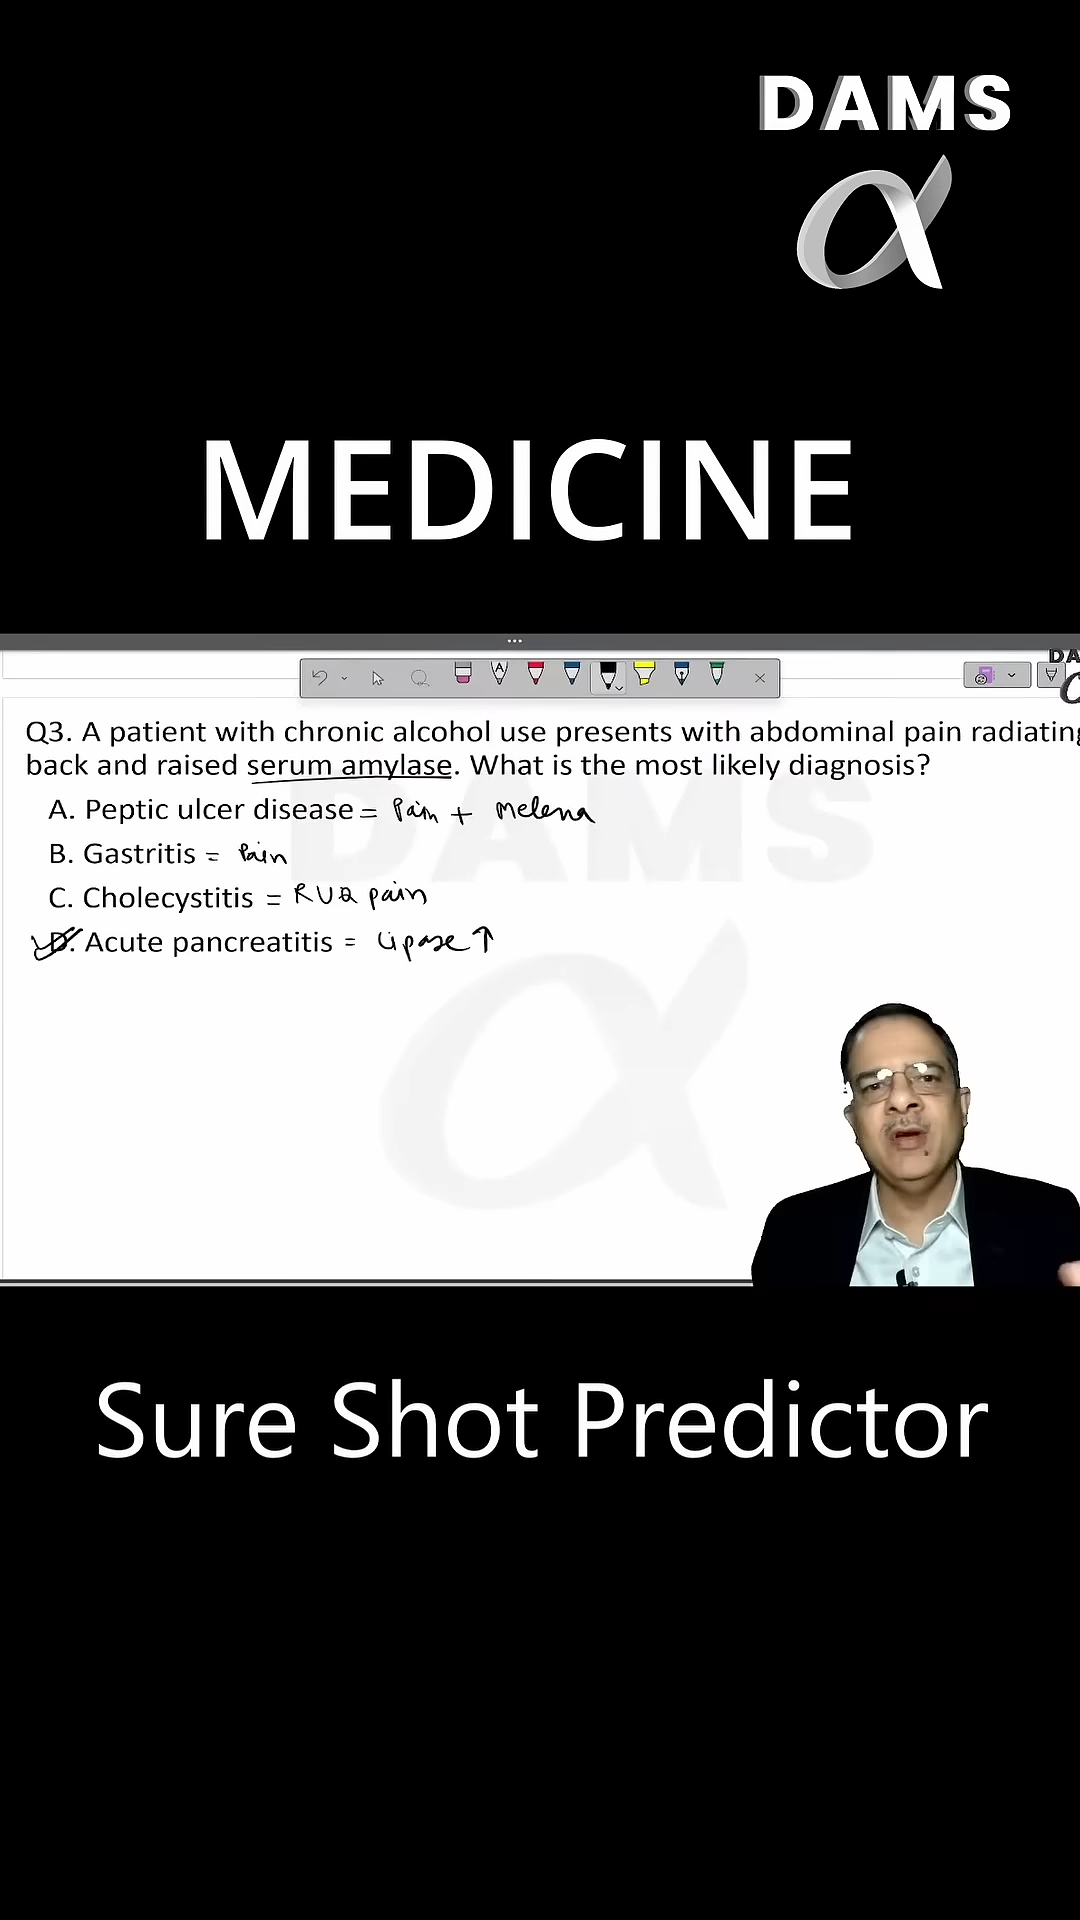 DAMS
α
MEDICINE
DA
Q3. A patient with chronic alcohol use presents with abdominal pain radiating
back and raised serum amylase. What is the most likely diagnosis?
A. Peptic ulcer disease = Pain + Melena
B. Gastritis = Pain
C. Cholecystitis = RUQ pain
D. Acute pancreatitis = Lipase ↑
DAMS
α
Sure Shot Predictor